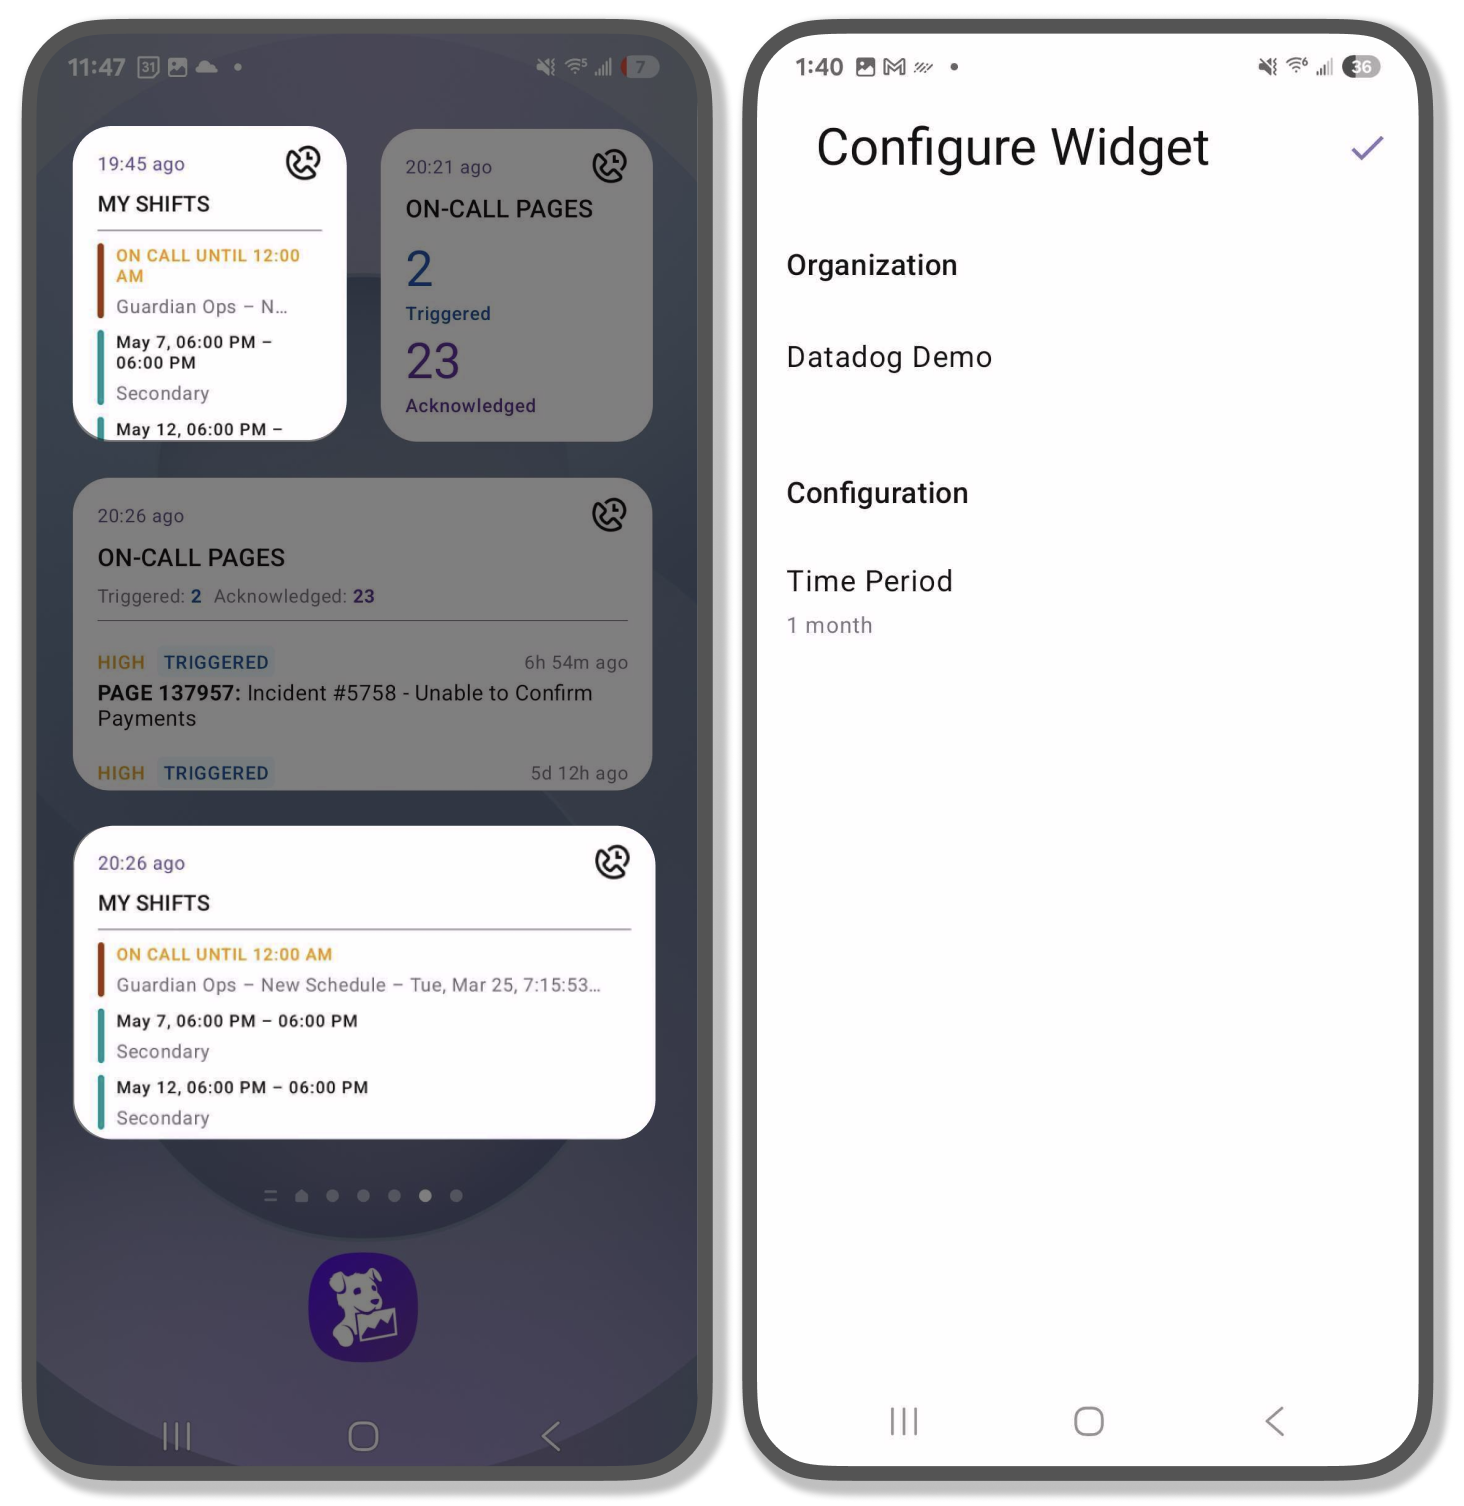 11:47 31 7
19:45 ago
MY SHIFTS
ON CALL UNTIL 12:00
AM
Guardian Ops – N...
May 7, 06:00 PM –
06:00 PM
Secondary
May 12, 06:00 PM –
20:21 ago
ON-CALL PAGES
2
Triggered
23
Acknowledged
20:26 ago
ON-CALL PAGES
Triggered: 2 Acknowledged: 23
HIGH TRIGGERED 6h 54m ago
PAGE 137957: Incident #5758 - Unable to Confirm
Payments
HIGH TRIGGERED 5d 12h ago
20:26 ago
MY SHIFTS
ON CALL UNTIL 12:00 AM
Guardian Ops – New Schedule – Tue, Mar 25, 7:15:53...
May 7, 06:00 PM – 06:00 PM
Secondary
May 12, 06:00 PM – 06:00 PM
Secondary
1:40 6 36
Configure Widget
Organization
Datadog Demo
Configuration
Time Period
1 month